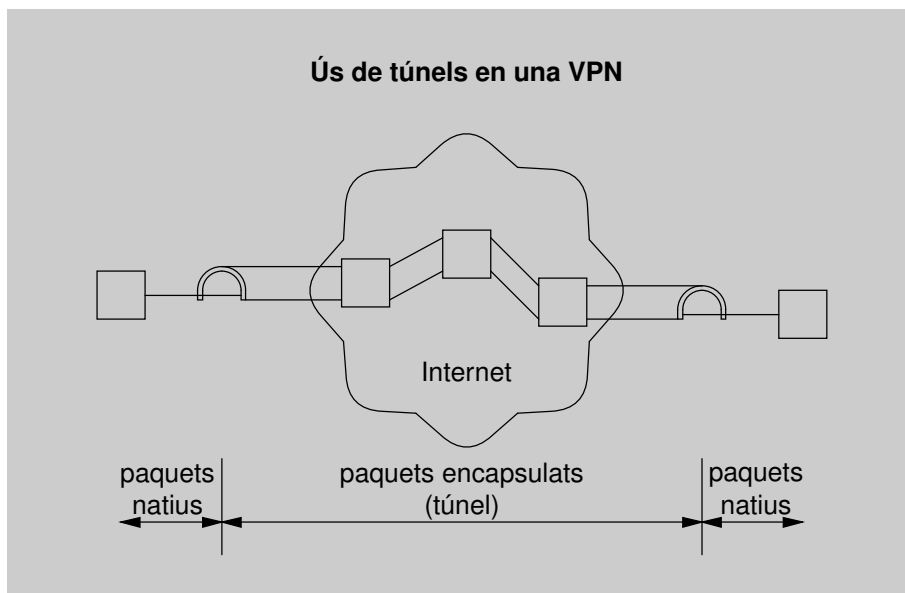 Ús de túnels en una VPN
Internet
paquets
natius
paquets encapsulats
(túnel)
paquets
natius